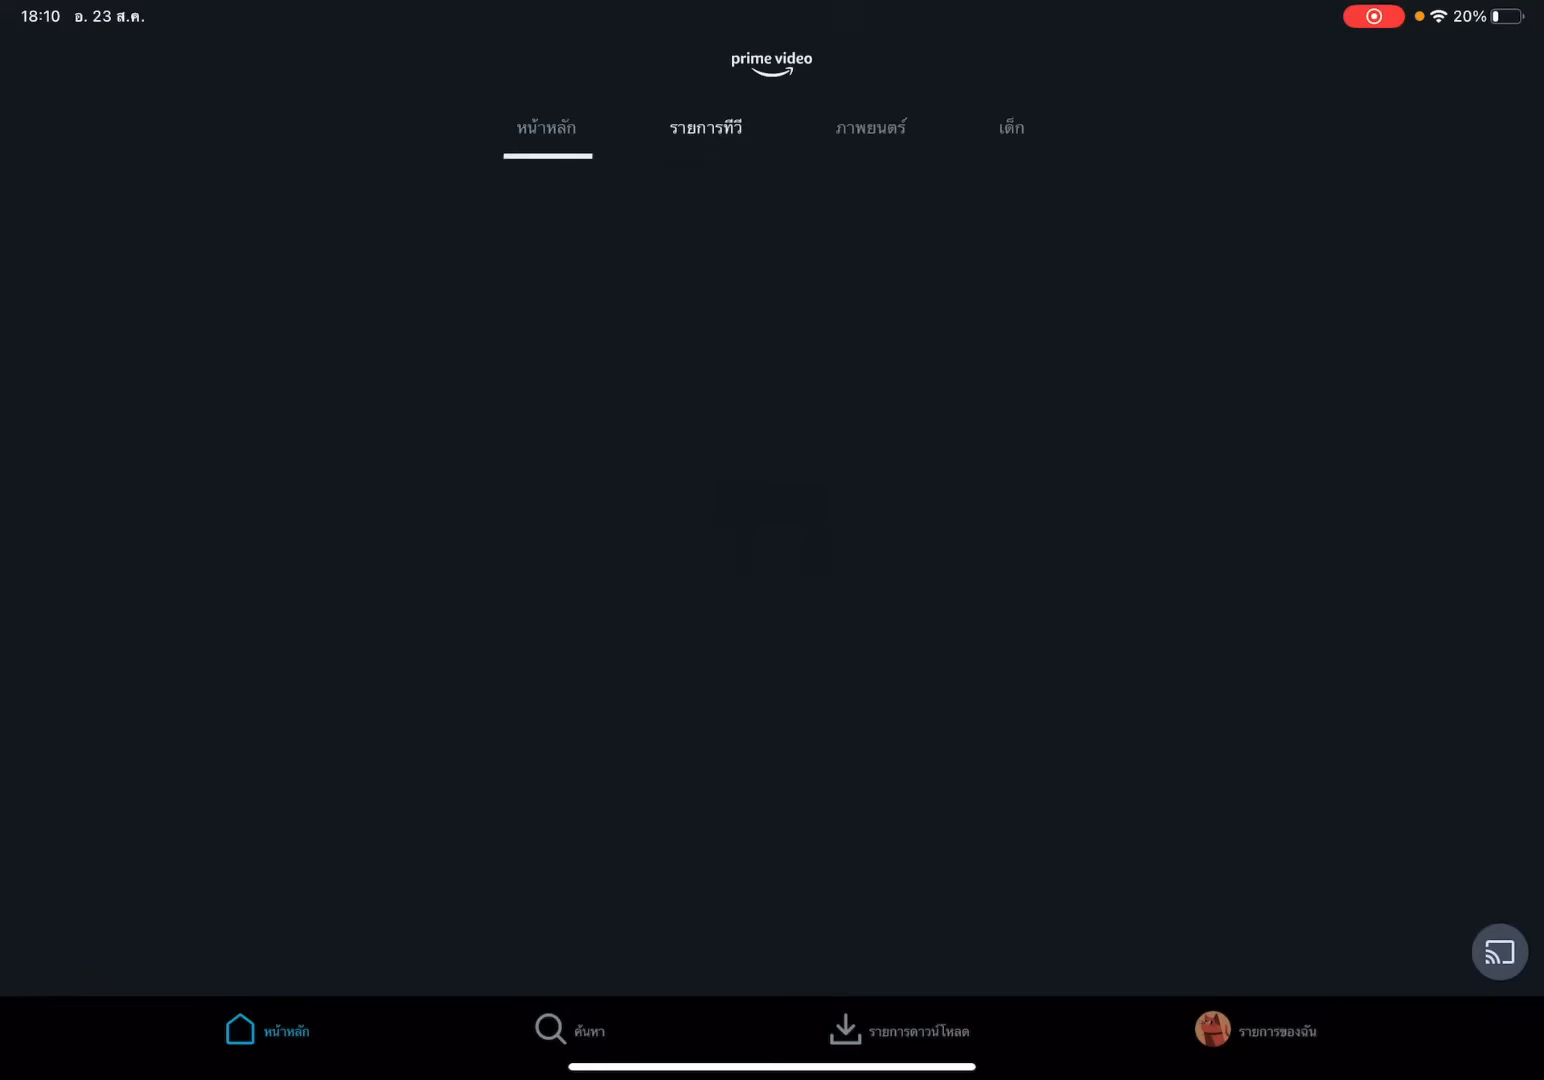 18:10 อ. 23 ส.ค. 20%
prime video
หน้าหลัก รายการทีวี ภาพยนตร์ เด็ก
หน้าหลัก ค้นหา รายการดาวน์โหลด รายการของฉัน